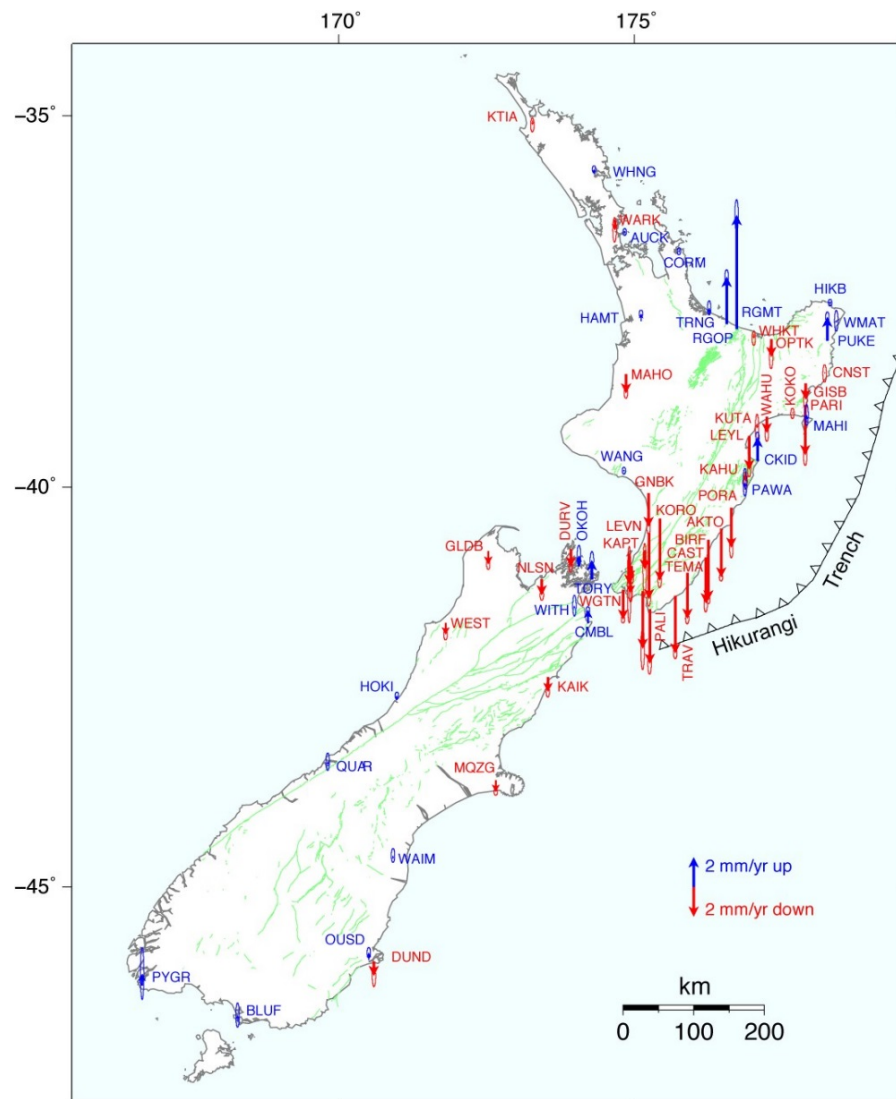 170˚ 175˚
−35˚
KTIA
WHNG
WARK
AUCK
CORM
HIKB
HAMT
TRNG
RGMT
WMAT
RGOP
WHKT
PUKE
OPTK
MAHO
WAHU
KOKO
CNST
GISB
PARI
KUTA
MAHI
LEYL
WANG
CKID
KAHU
GNBK
−40˚
PAWA
PORA
DURV
OKOH
KORO
LEVN
AKTO
KAPT
BIRF
GLDB
CAST
NLSN
TEMA
TORY
WITH
WGTN
WEST
CMBL
PALI
TRAV
Hikurangi
Trench
HOKI
KAIK
QUAR
MQZG
WAIM
2 mm/yr up
−45˚
2 mm/yr down
OUSD
DUND
PYGR
BLUF
km
0 100 200